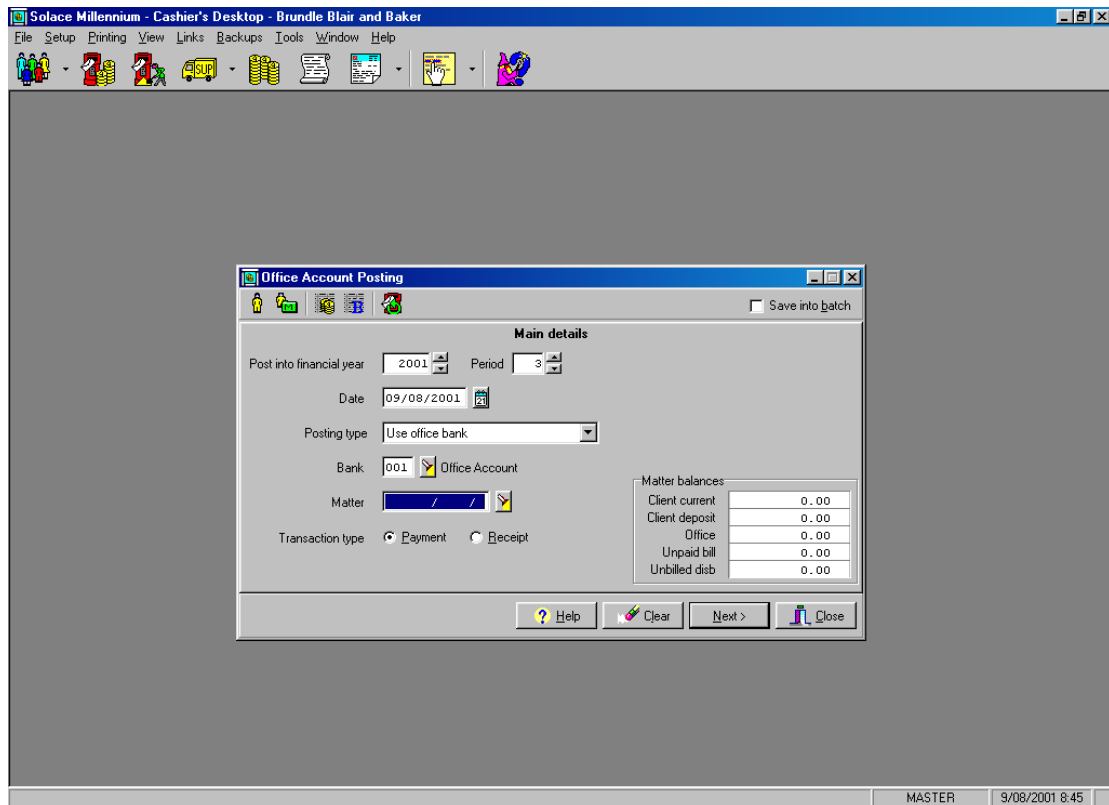 Solace Millennium - Cashier's Desktop - Brundle Blair and Baker
File Setup Printing View Links Backups Tools Window Help
SUP
Office Account Posting
M B Save into batch
Main details
Post into financial year 2001 Period 3
Date 09/08/2001 21
Posting type Use office bank
Bank 001 Office Account
Matter / /
Transaction type Payment Receipt
Matter balances
Client current 0.00
Client deposit 0.00
Office 0.00
Unpaid bill 0.00
Unbilled disb 0.00
? Help Clear Next > Close
MASTER 9/08/2001 8:45